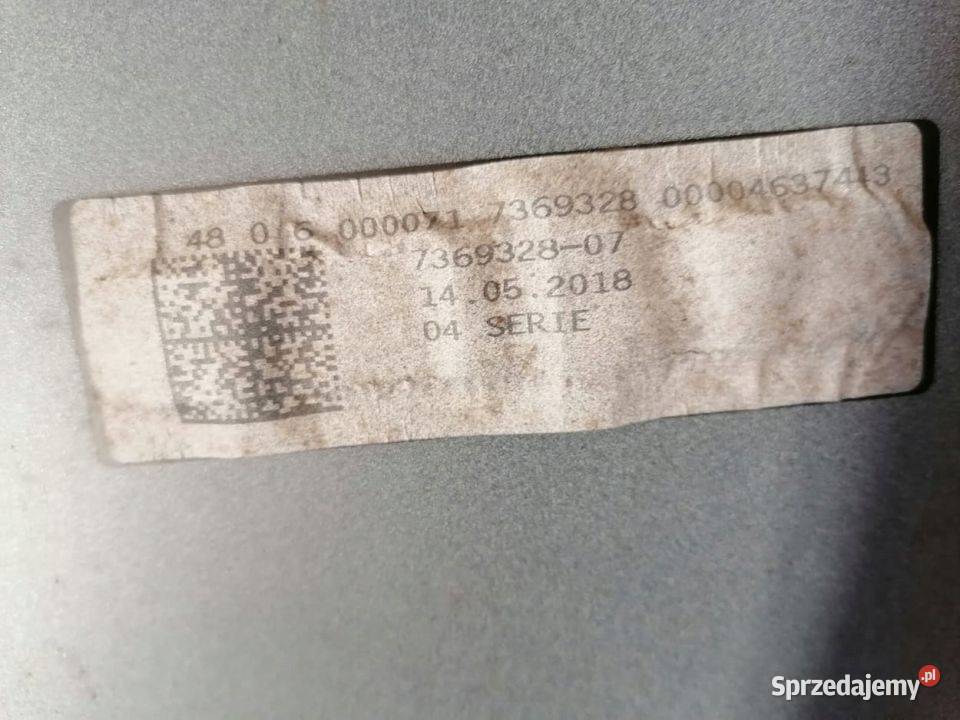 48 0 6 000071 7369328 0000463743
7369328-07
14.05.2018
04 SERIE
Sprzedajemy.pl